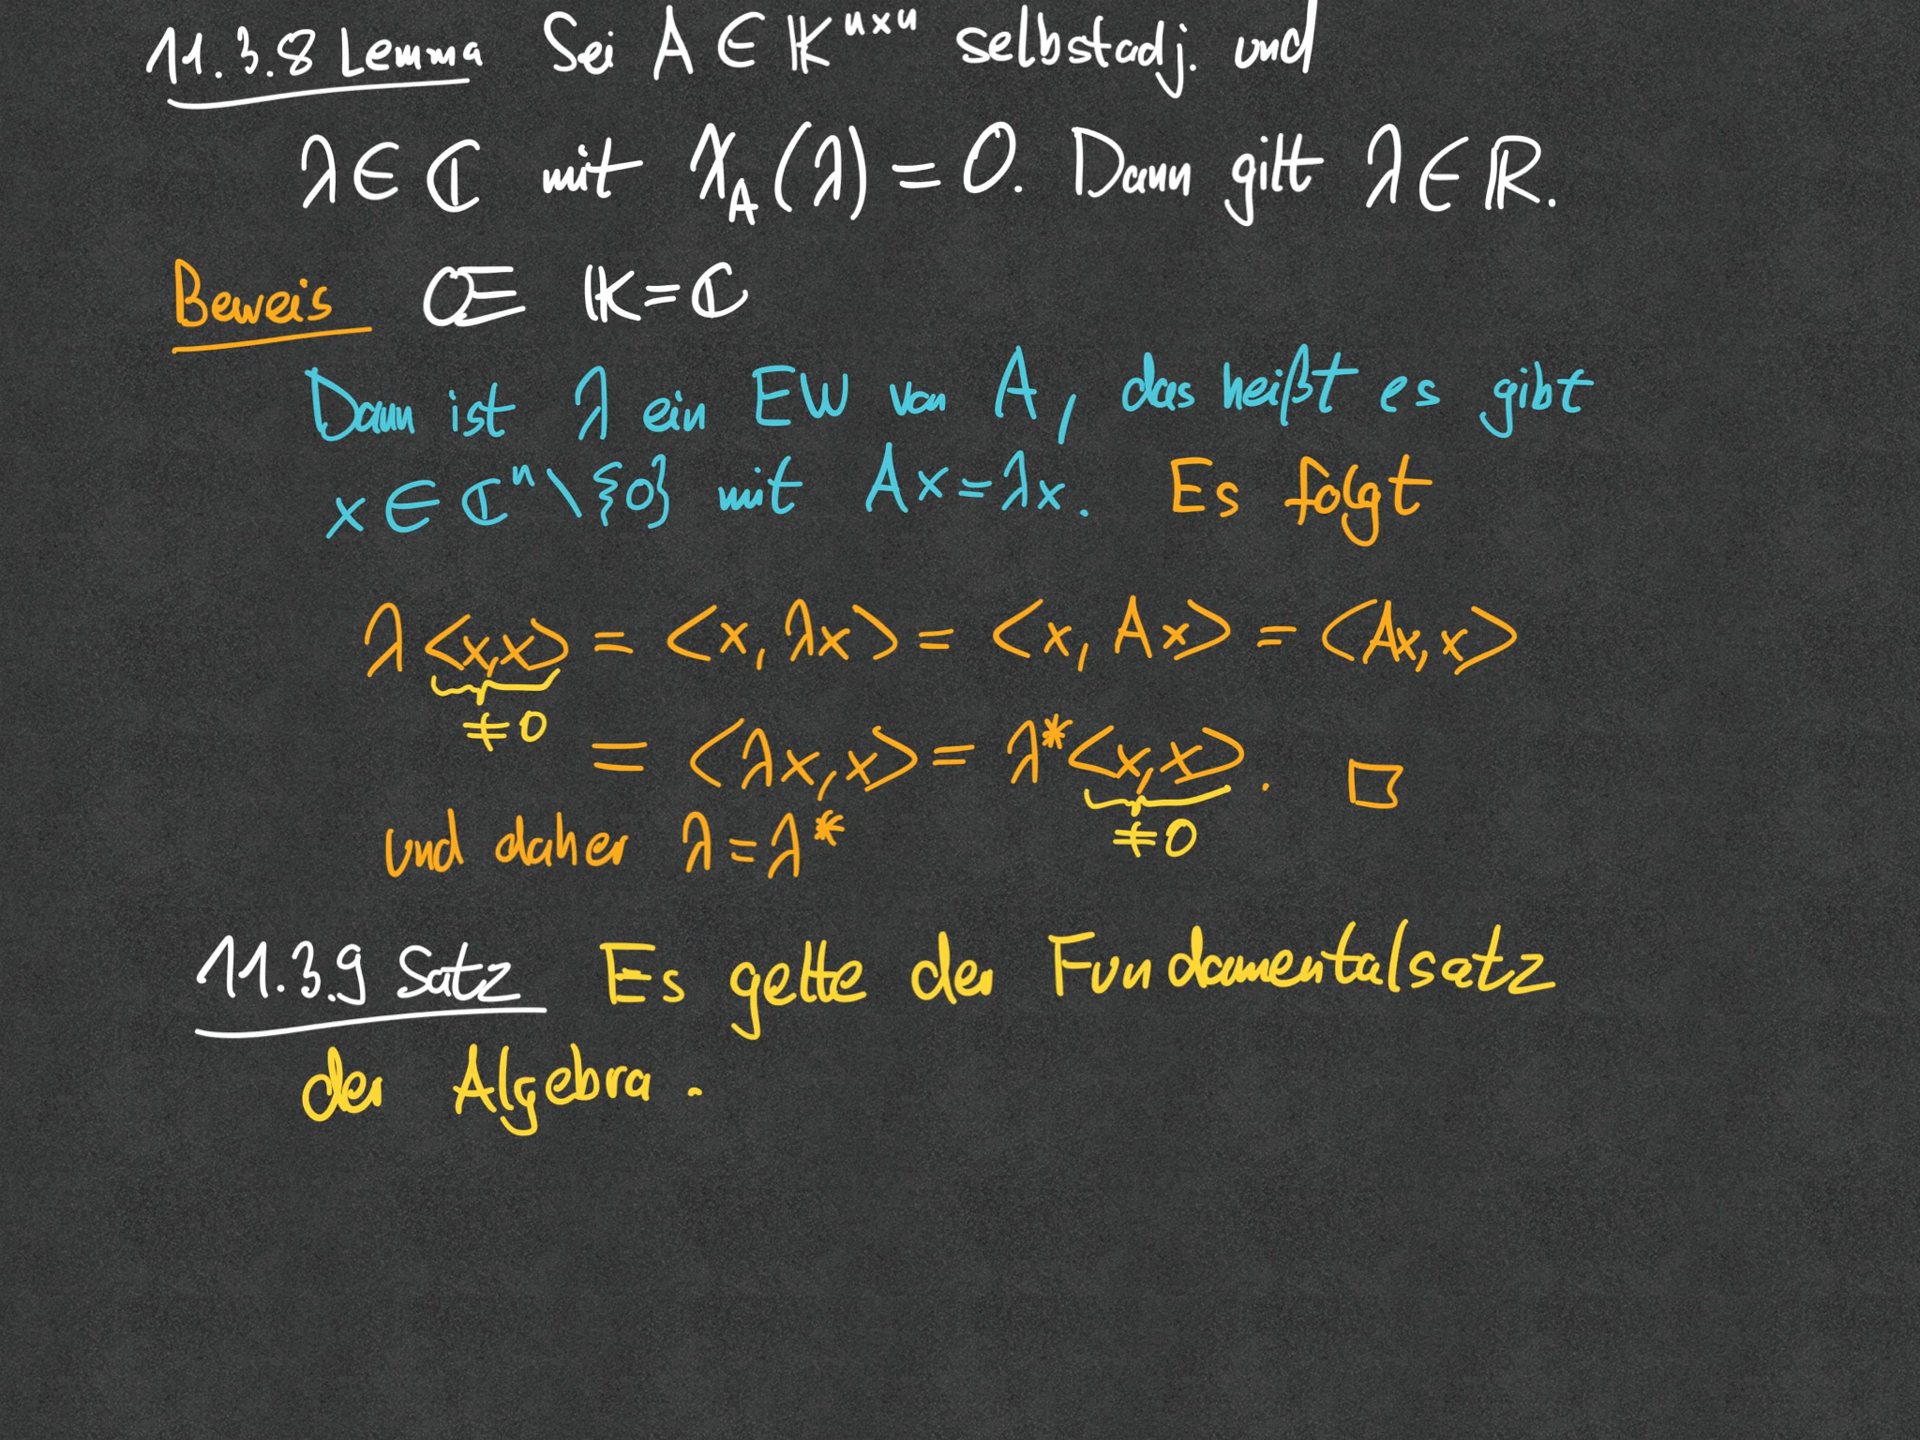 11.3.8 Lemma Sei A ∈ 𝕂ⁿˣⁿ selbstadj. und
λ ∈ ℂ mit χ_A(λ) = 0. Dann gilt λ ∈ ℝ.
Beweis OE 𝕂 = ℂ
Dann ist λ ein EW von A, das heißt es gibt
x ∈ ℂⁿ \ {0} mit Ax = λx. Es folgt
λ <x,x> = <x, λx> = <x, Ax> = <Ax, x>
≠0
= <λx, x> = λ* <x,x>. □
≠0
und daher λ = λ*
11.3.9 Satz Es gelte der Fundamentalsatz
der Algebra.